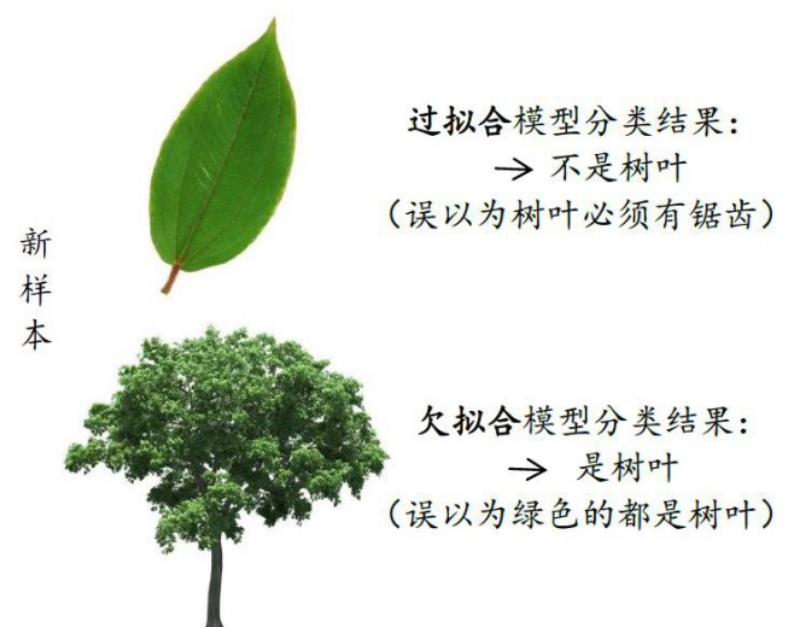 新样本
过拟合模型分类结果：
→ 不是树叶
（误以为树叶必须有锯齿）
欠拟合模型分类结果：
→ 是树叶
（误以为绿色的都是树叶）